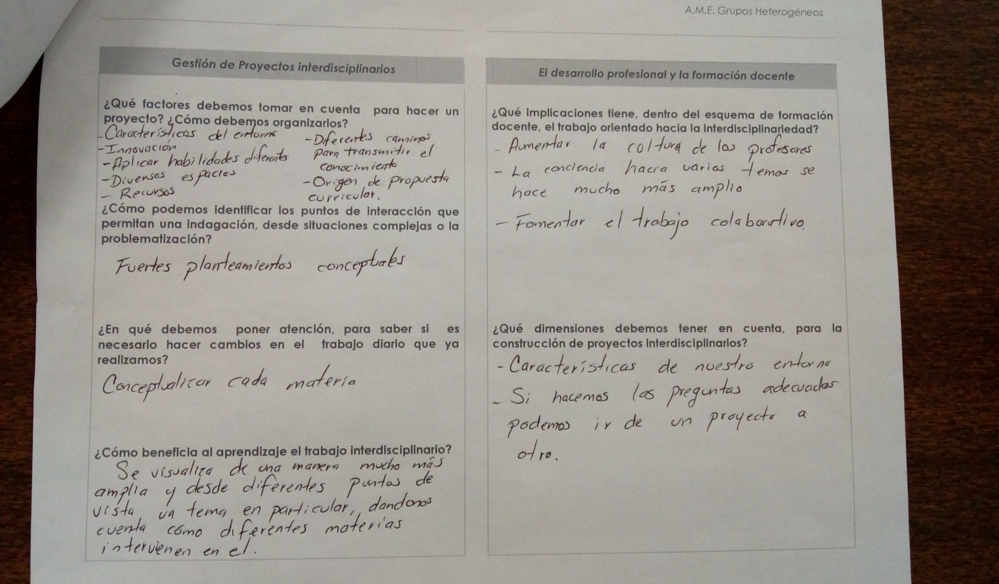 A.M.E. Grupos Heterogéneos
Gestión de Proyectos interdisciplinarios
¿Qué factores debemos tomar en cuenta para hacer un
proyecto? ¿Cómo debemos organizarlos?
- Características del entorno
- Innovación
- Aplicar habilidades diferentes
- Diversos espacios
- Recursos
- Diferentes caminos
para transmitir el
conocimiento
- Origen de propuesta
curricular.
¿Cómo podemos identificar los puntos de interacción que
permitan una indagación, desde situaciones complejas o la
problematización?
Fuertes planteamientos conceptuales
¿En qué debemos poner atención, para saber si es
necesario hacer cambios en el trabajo diario que ya
realizamos?
Conceptualizar cada materia
¿Cómo beneficia al aprendizaje el trabajo interdisciplinario?
Se visualiza de una manera mucho más
amplia y desde diferentes puntos de
vista un tema en particular, dandonos
cuenta cómo diferentes materias
intervienen en el.
El desarrollo profesional y la formación docente
¿Qué implicaciones tiene, dentro del esquema de formación
docente, el trabajo orientado hacia la interdisciplinariedad?
- Aumentar la cultura de los profesores
- La conciencia hacia varios temas se
hace mucho más amplio
- Fomentar el trabajo colaborativo.
¿Qué dimensiones debemos tener en cuenta, para la
construcción de proyectos interdisciplinarios?
- Características de nuestro entorno
- Si hacemos las preguntas adecuadas
podemos ir de un proyecto a
otro.